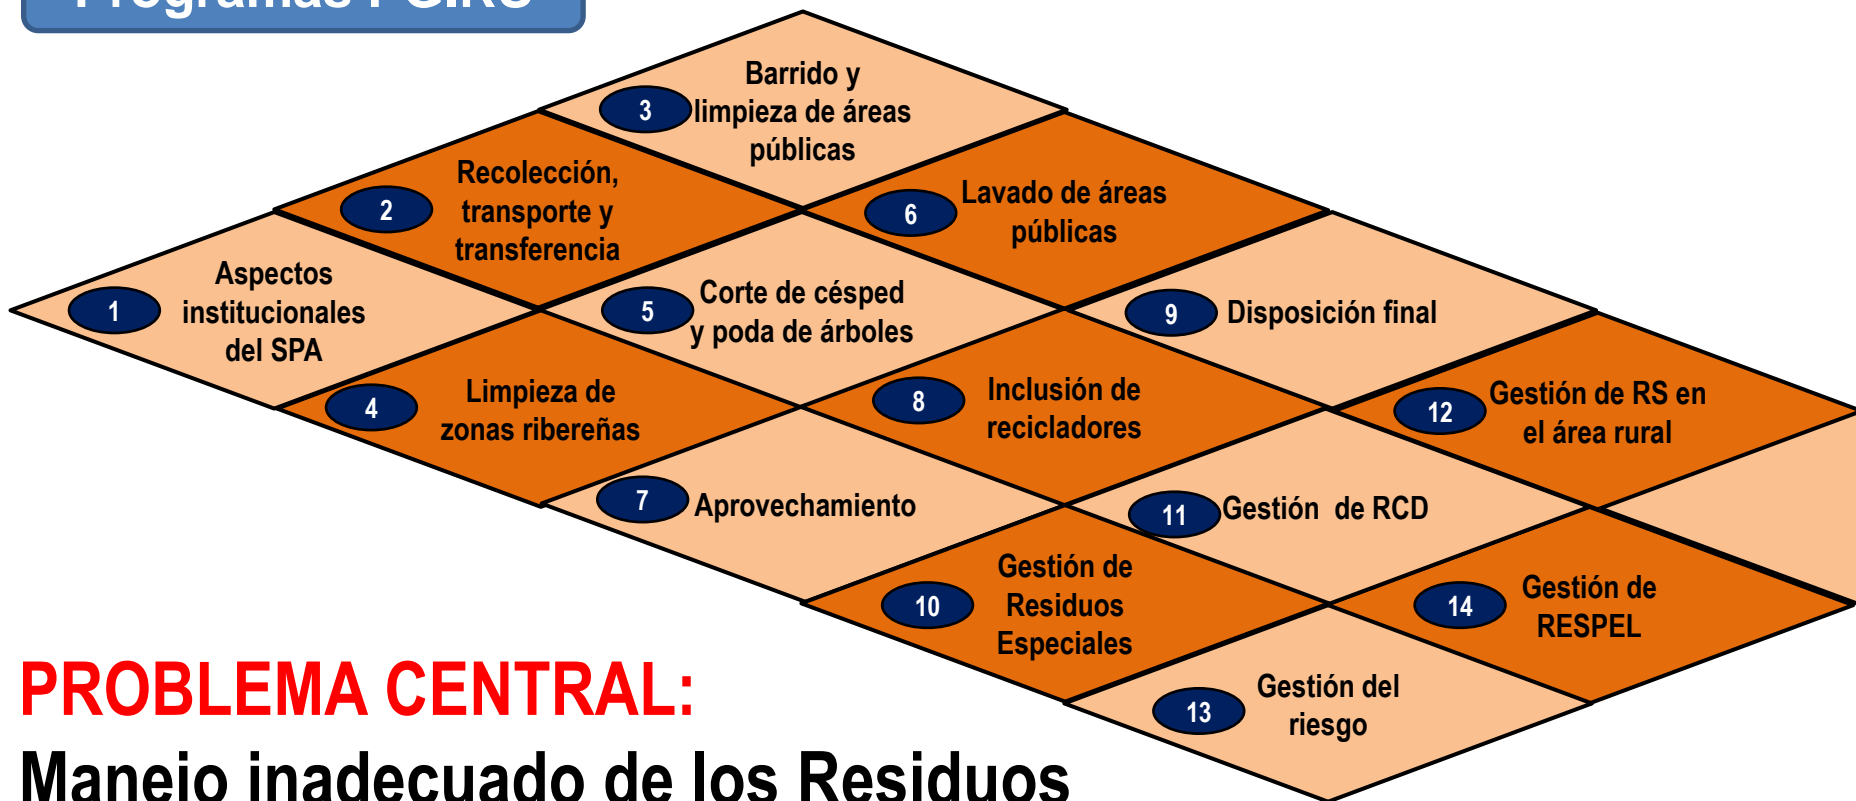 Programas PGIRS
3
Barrido y
limpieza de áreas
públicas
2
Recolección,
transporte y
transferencia
6
Lavado de áreas
públicas
1
Aspectos
institucionales
del SPA
5
Corte de césped
y poda de árboles
9
Disposición final
4
Limpieza de
zonas ribereñas
8
Inclusión de
recicladores
12
Gestión de RS en
el área rural
7
Aprovechamiento
11
Gestión de RCD
10
Gestión de
Residuos
Especiales
14
Gestión de
RESPEL
13
Gestión del
riesgo
PROBLEMA CENTRAL:
Manejo inadecuado de los Residuos